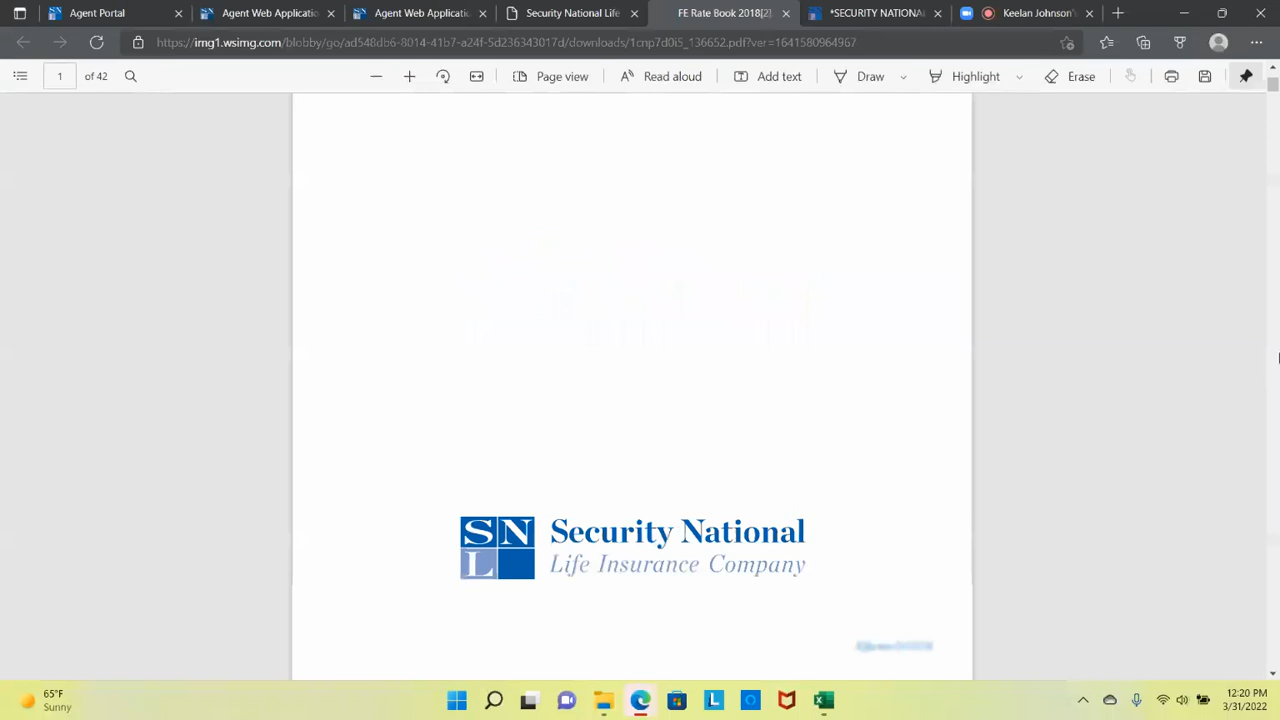 Agent Portal
Agent Web Applicatio
Agent Web Applicatio
Security National Life
FE Rate Book 2018[2]
*SECURITY NATIONAL
Keelan Johnson's
https://img1.wsimg.com/blobby/go/ad548db6-8014-41b7-a24f-5d236343017d/downloads/1cnp7d0i5_136652.pdf?ver=1641580964967
1 of 42
Page view
Read aloud
Add text
Draw
Highlight
Erase
SN
L
Security National
Life Insurance Company
65°F
Sunny
12:20 PM
3/31/2022